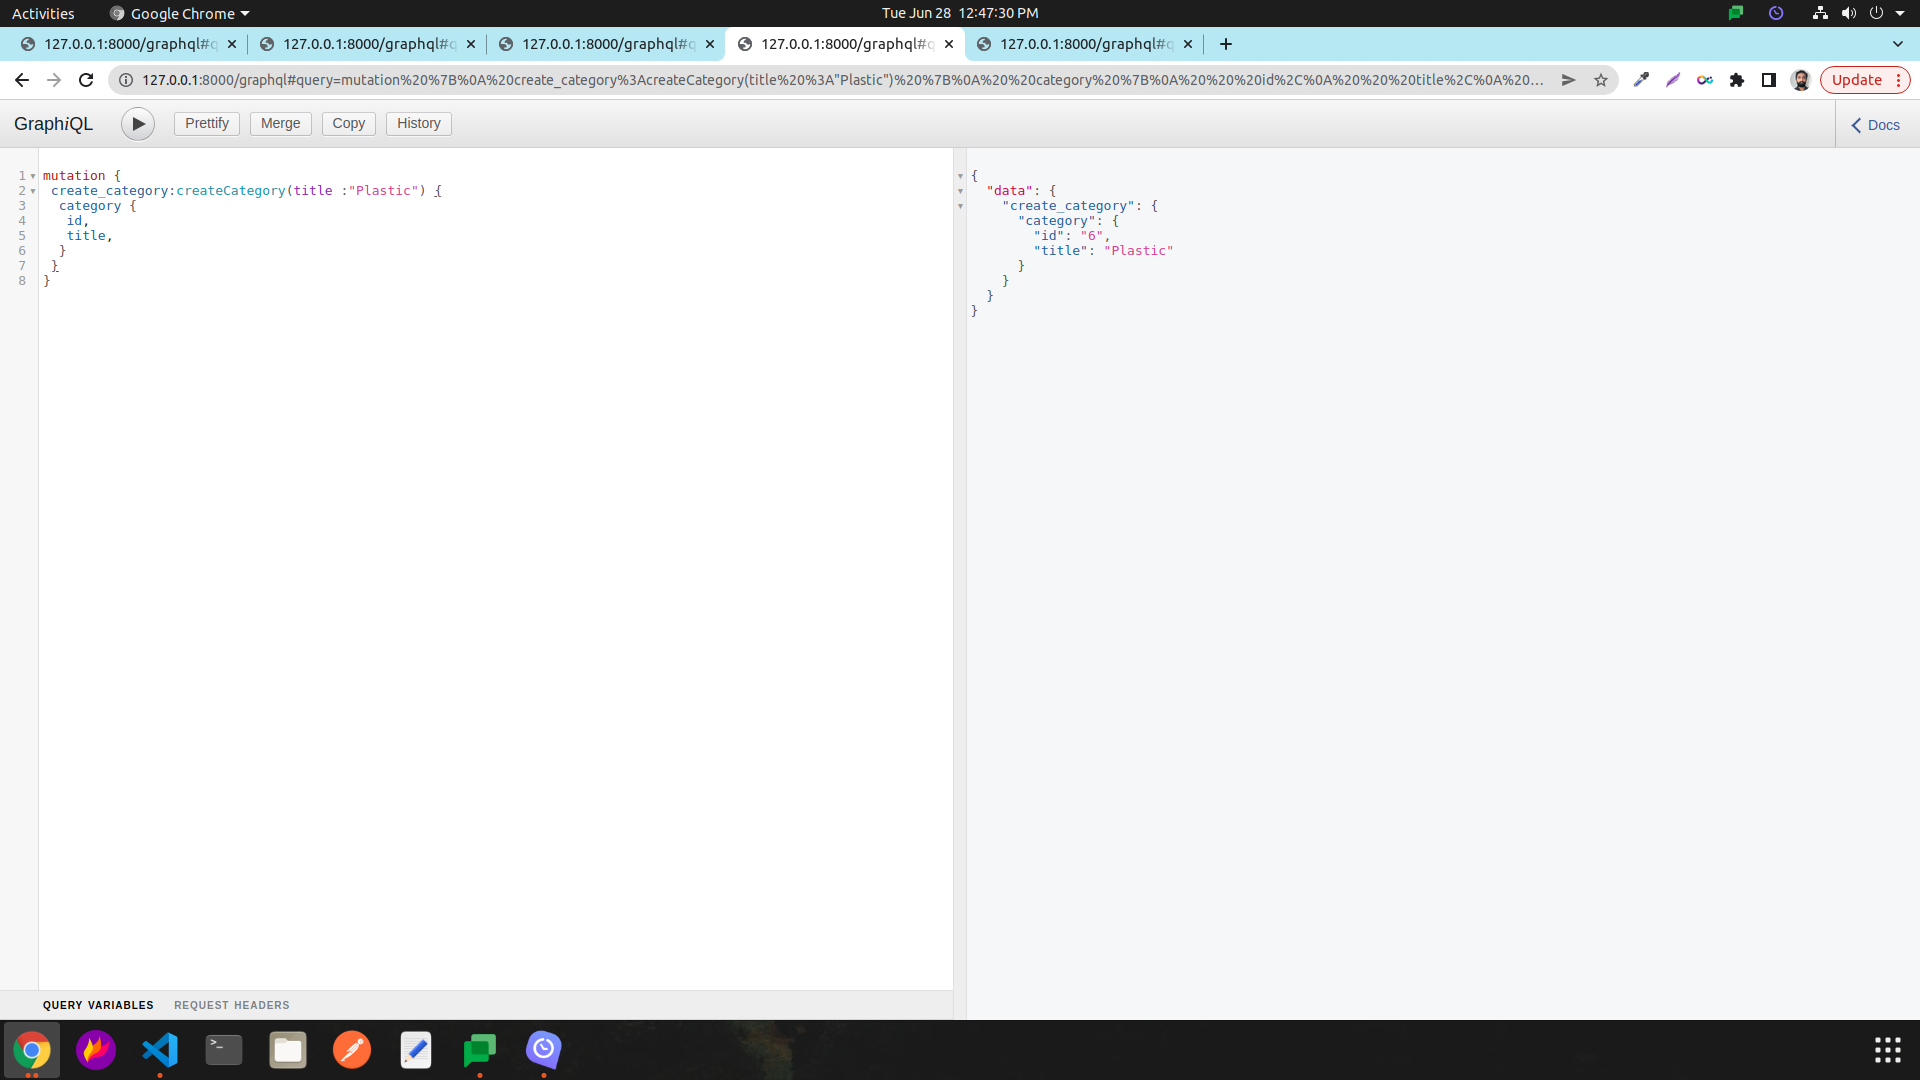 Activities
Google Chrome
Tue Jun 28 12:47:30 PM
127.0.0.1:8000/graphql#q
127.0.0.1:8000/graphql#q
127.0.0.1:8000/graphql#q
127.0.0.1:8000/graphql#q
127.0.0.1:8000/graphql#q
127.0.0.1:8000/graphql#query=mutation%20%7B%0A%20create_category%3AcreateCategory(title%20%3A"Plastic")%20%7B%0A%20%20category%20%7B%0A%20%20%20id%2C%0A%20%20%20title%2C%0A%20...
Update
GraphiQL
Prettify
Merge
Copy
History
Docs
1 mutation {
2 create_category:createCategory(title :"Plastic") {
3 category {
4 id,
5 title,
6 }
7 }
8 }
{
"data": {
"create_category": {
"category": {
"id": "6",
"title": "Plastic"
}
}
}
}
QUERY VARIABLES
REQUEST HEADERS
>_